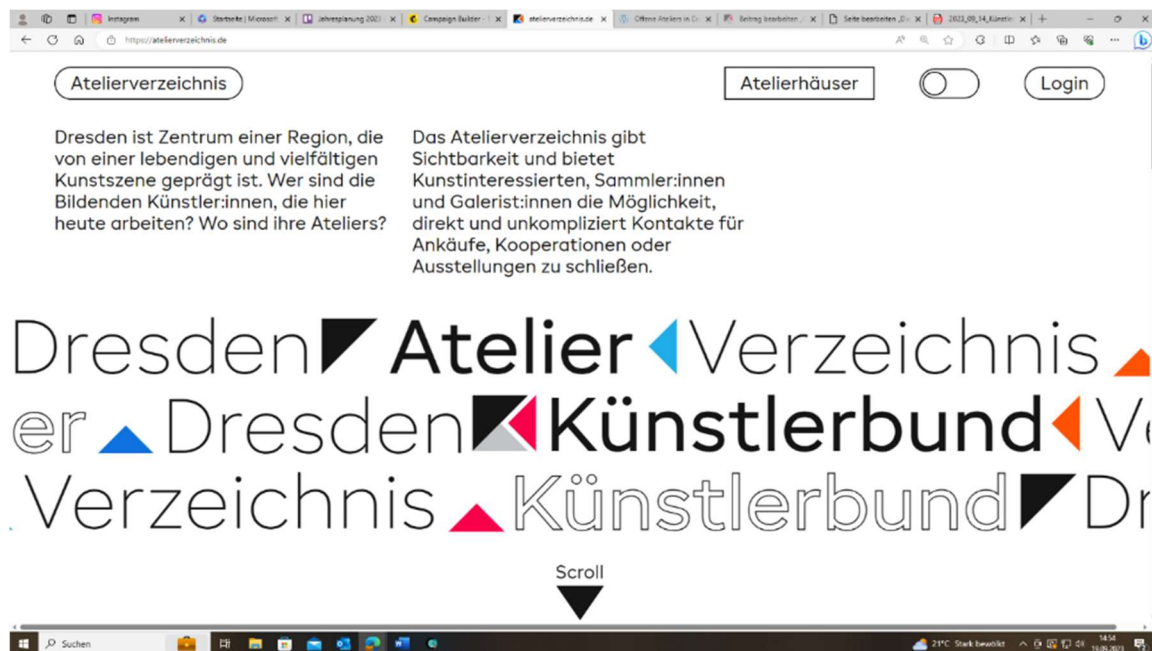 Instagram
Startseite | Microsoft
Jahresplanung 2023
Campaign Builder -
atelierverzeichnis.de
Offene Ateliers in
Beitrag bearbeiten
Seite bearbeiten
https://atelierverzeichnis.de
Atelierverzeichnis
Atelierhäuser
Login
Dresden ist Zentrum einer Region, die
von einer lebendigen und vielfältigen
Kunstszene geprägt ist. Wer sind die
Bildenden Künstler:innen, die hier
heute arbeiten? Wo sind ihre Ateliers?
Das Atelierverzeichnis gibt
Sichtbarkeit und bietet
Kunstinteressierten, Sammler:innen
und Galerist:innen die Möglichkeit,
direkt und unkompliziert Kontakte für
Ankäufe, Kooperationen oder
Ausstellungen zu schließen.
Dresden Atelier Verzeichnis
er Dresden Künstlerbund Ve
Verzeichnis Künstlerbund Dr
Scroll
Suchen
21°C Stark bewölkt
14:54
19.09.2023